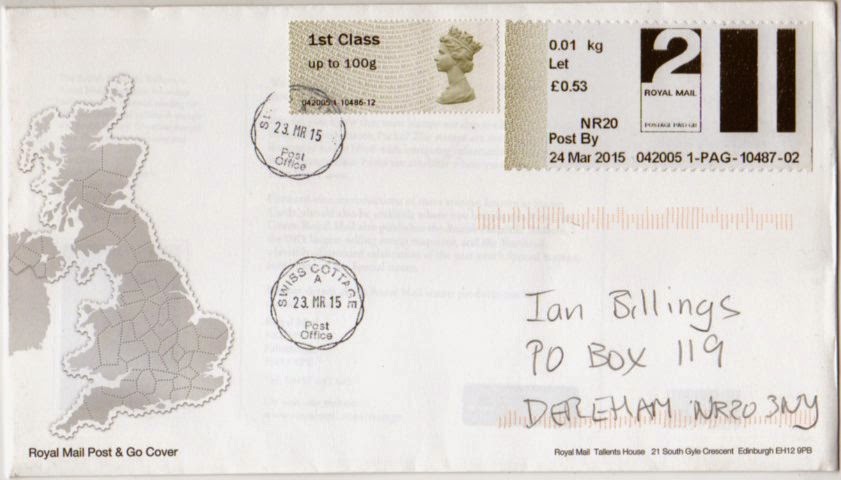 1st Class
up to 100g
042005 1-10486-12
0.01 kg
Let
£0.53
2
ROYAL MAIL
POSTAGE PAID GB
NR20
Post By
24 Mar 2015 042005 1-PAG-10487-02
23. MR 15
Post
Office
SWISS COTTAGE
A
23. MR 15
Post
Office
Ian Billings
PO BOX 119
DEREHAM NR20 3NY
Royal Mail Post & Go Cover
Royal Mail Tallents House 21 South Gyle Crescent Edinburgh EH12 9PB